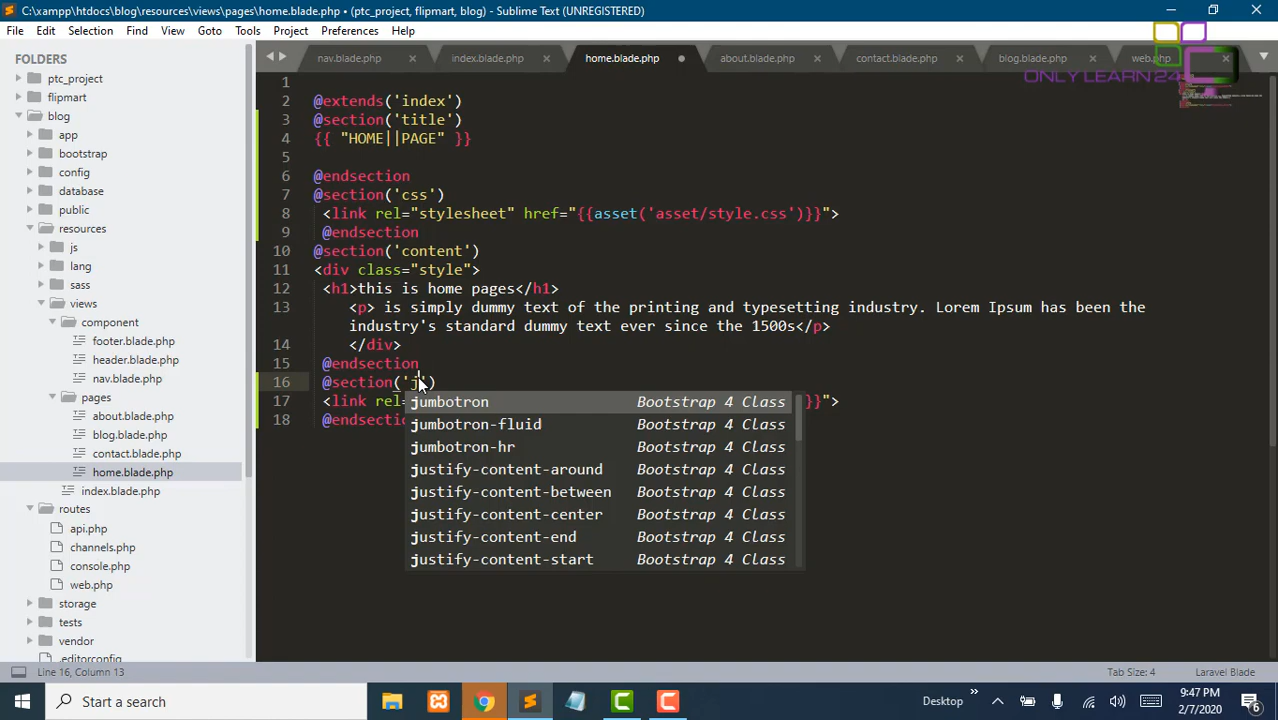 C:\xampp\htdocs\blog\resources\views\pages\home.blade.php • (ptc_project, flipmart, blog) - Sublime Text (UNREGISTERED)
File Edit Selection Find View Goto Tools Project Preferences Help
FOLDERS
ptc_project
flipmart
blog
app
bootstrap
config
database
public
resources
js
lang
sass
views
component
footer.blade.php
header.blade.php
nav.blade.php
pages
about.blade.php
blog.blade.php
contact.blade.php
home.blade.php
index.blade.php
routes
api.php
channels.php
console.php
web.php
storage
tests
vendor
.editorconfig
nav.blade.php index.blade.php home.blade.php about.blade.php contact.blade.php blog.blade.php web.php
ONLY LEARN 24
1
2 @extends('index')
3 @section('title')
4 {{ "HOME||PAGE" }}
5
6 @endsection
7 @section('css')
8 <link rel="stylesheet" href="{{asset('asset/style.css')}}">
9 @endsection
10 @section('content')
11 <div class="style">
12 <h1>this is home pages</h1>
13 <p> is simply dummy text of the printing and typesetting industry. Lorem Ipsum has been the
industry's standard dummy text ever since the 1500s</p>
14 </div>
15 @endsection
16 @section('j')
17 <link rel= }}">
18 @endsectio
jumbotron Bootstrap 4 Class
jumbotron-fluid Bootstrap 4 Class
jumbotron-hr Bootstrap 4 Class
justify-content-around Bootstrap 4 Class
justify-content-between Bootstrap 4 Class
justify-content-center Bootstrap 4 Class
justify-content-end Bootstrap 4 Class
justify-content-start Bootstrap 4 Class
Line 16, Column 13 Tab Size: 4 Laravel Blade
Type Start a search
Desktop
9:47 PM
2/7/2020
6